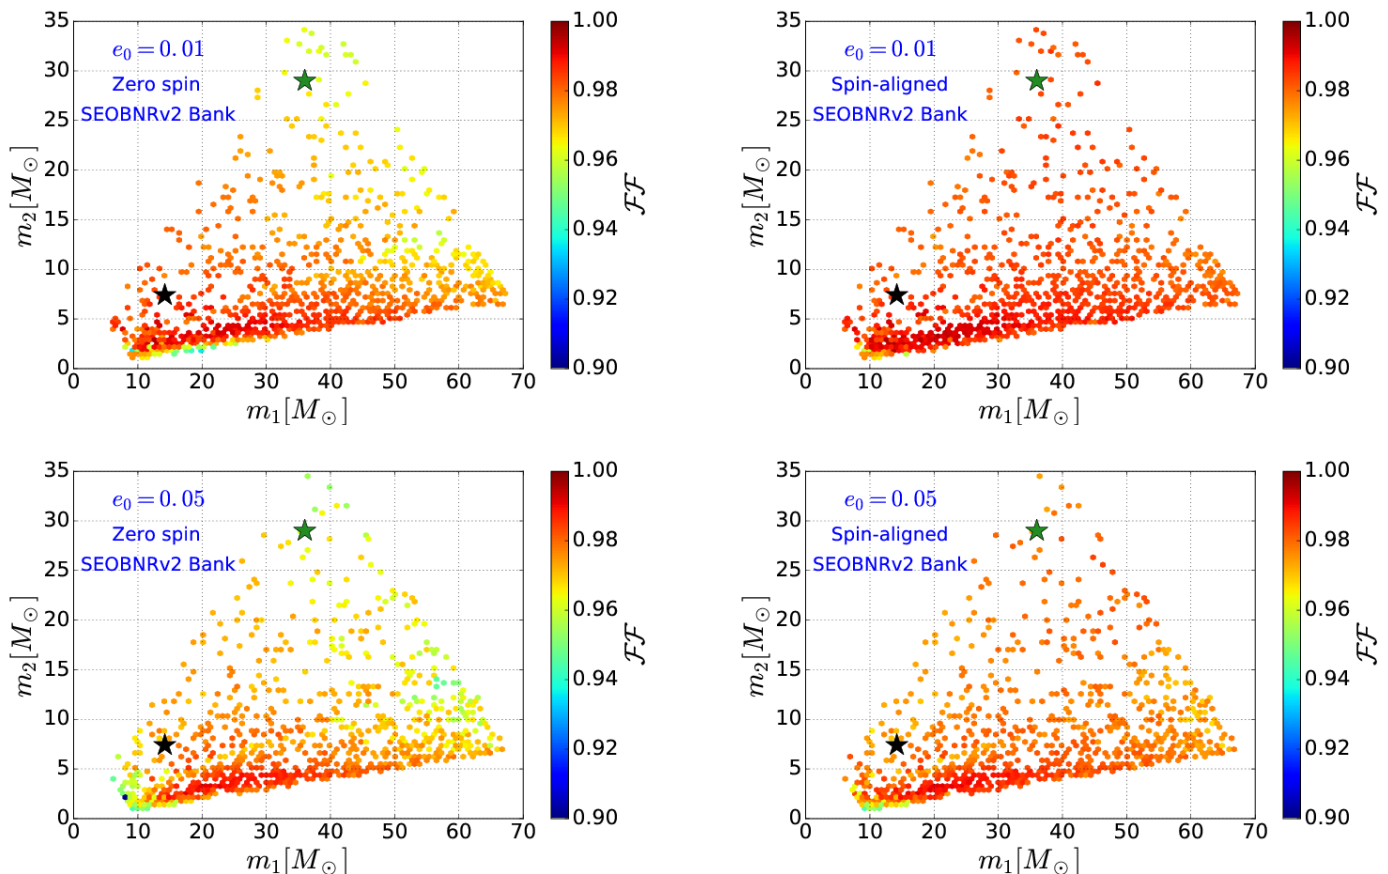 35
30
25
20
15
10
5
0
m₂[M⊙]
e₀ = 0.01
Zero spin
SEOBNRv2 Bank
0 10 20 30 40 50 60 70
m₁[M⊙]
1.00
0.98
0.96
0.94
0.92
0.90
ℱℱ
35
30
25
20
15
10
5
0
m₂[M⊙]
e₀ = 0.01
Spin-aligned
SEOBNRv2 Bank
0 10 20 30 40 50 60 70
m₁[M⊙]
1.00
0.98
0.96
0.94
0.92
0.90
ℱℱ
35
30
25
20
15
10
5
0
m₂[M⊙]
e₀ = 0.05
Zero spin
SEOBNRv2 Bank
0 10 20 30 40 50 60 70
m₁[M⊙]
1.00
0.98
0.96
0.94
0.92
0.90
ℱℱ
35
30
25
20
15
10
5
0
m₂[M⊙]
e₀ = 0.05
Spin-aligned
SEOBNRv2 Bank
0 10 20 30 40 50 60 70
m₁[M⊙]
1.00
0.98
0.96
0.94
0.92
0.90
ℱℱ